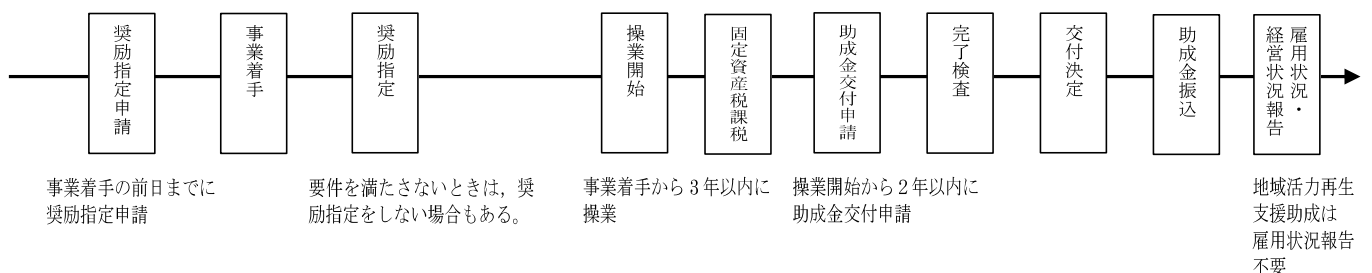 奨励指定申請
事業着手
奨励指定
操業開始
固定資産税課税
助成金交付申請
完了検査
交付決定
助成金振込
雇用状況・
経営状況報告
事業着手の前日までに
奨励指定申請
要件を満たさないときは，奨
励指定をしない場合もある。
事業着手から３年以内に
操業
操業開始から２年以内に
助成金交付申請
地域活力再生
支援助成は
雇用状況報告
不要